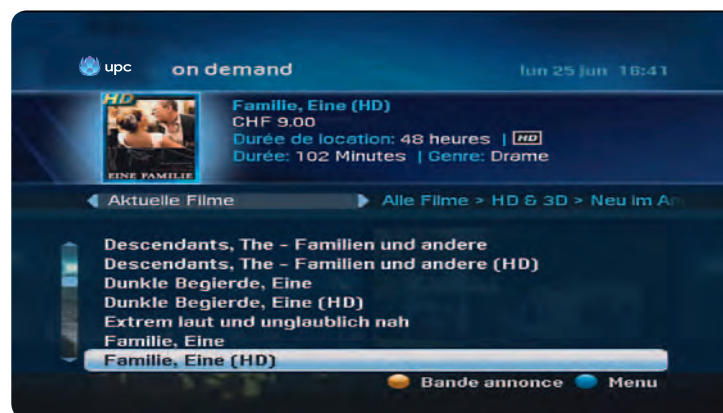 upc on demand lun 25 jun 16:41
HD
EINE FAMILIE
Familie, Eine (HD)
CHF 9.00
Durée de location: 48 heures | HD
Durée: 102 Minutes | Genre: Drame
Aktuelle Filme Alle Filme > HD & 3D > Neu im An
Descendants, The - Familien und andere
Descendants, The - Familien und andere (HD)
Dunkle Begierde, Eine
Dunkle Begierde, Eine (HD)
Extrem laut und unglaublich nah
Familie, Eine
Familie, Eine (HD)
Bande annonce Menu